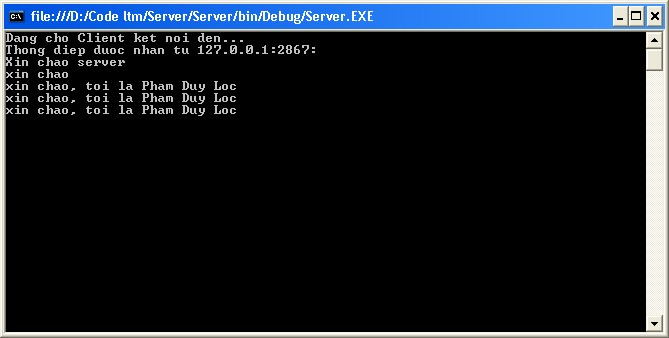 file:///D:/Code ltm/Server/Server/bin/Debug/Server.EXE
Dang cho Client ket noi den...
Thong diep duoc nhan tu 127.0.0.1:2867:
Xin chao server
xin chao
xin chao, toi la Pham Duy Loc
xin chao, toi la Pham Duy Loc
xin chao, toi la Pham Duy Loc